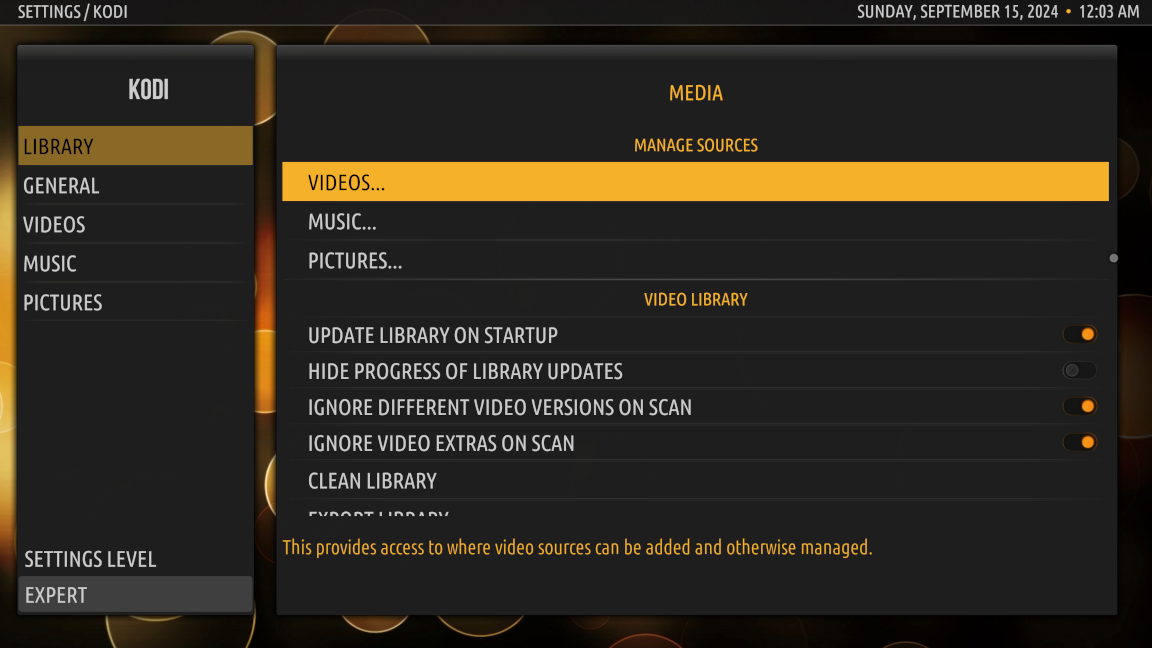 SETTINGS / KODI
SUNDAY, SEPTEMBER 15, 2024 • 12:03 AM
KODI
LIBRARY
GENERAL
VIDEOS
MUSIC
PICTURES
SETTINGS LEVEL
EXPERT
MEDIA
MANAGE SOURCES
VIDEOS...
MUSIC...
PICTURES...
VIDEO LIBRARY
UPDATE LIBRARY ON STARTUP
HIDE PROGRESS OF LIBRARY UPDATES
IGNORE DIFFERENT VIDEO VERSIONS ON SCAN
IGNORE VIDEO EXTRAS ON SCAN
CLEAN LIBRARY
EXPORT LIBRARY
This provides access to where video sources can be added and otherwise managed.